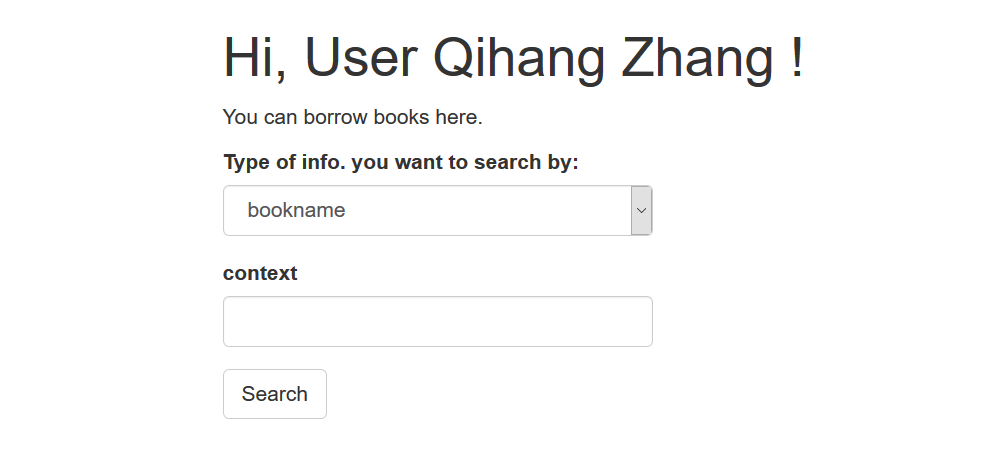 Hi, User Qihang Zhang !
You can borrow books here.
Type of info. you want to search by:
bookname
context
Search